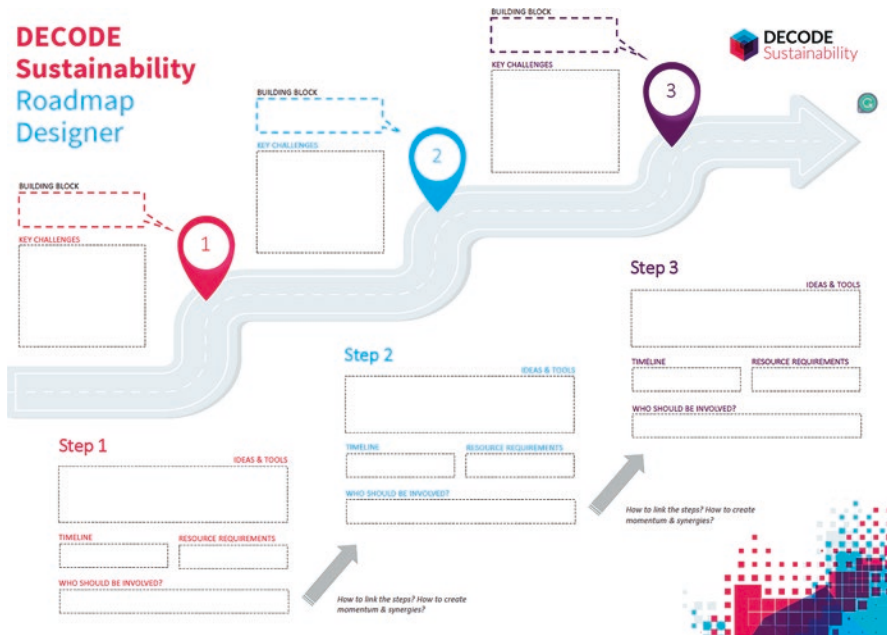 DECODE
Sustainability
Roadmap
Designer
BUILDING BLOCK
KEY CHALLENGES
1
BUILDING BLOCK
KEY CHALLENGES
2
BUILDING BLOCK
KEY CHALLENGES
3
DECODE
Sustainability
G
Step 1
IDEAS & TOOLS
TIMELINE
RESOURCE REQUIREMENTS
WHO SHOULD BE INVOLVED?
How to link the steps? How to create
momentum & synergies?
Step 2
IDEAS & TOOLS
TIMELINE
RESOURCE REQUIREMENTS
WHO SHOULD BE INVOLVED?
How to link the steps? How to create
momentum & synergies?
Step 3
IDEAS & TOOLS
TIMELINE
RESOURCE REQUIREMENTS
WHO SHOULD BE INVOLVED?